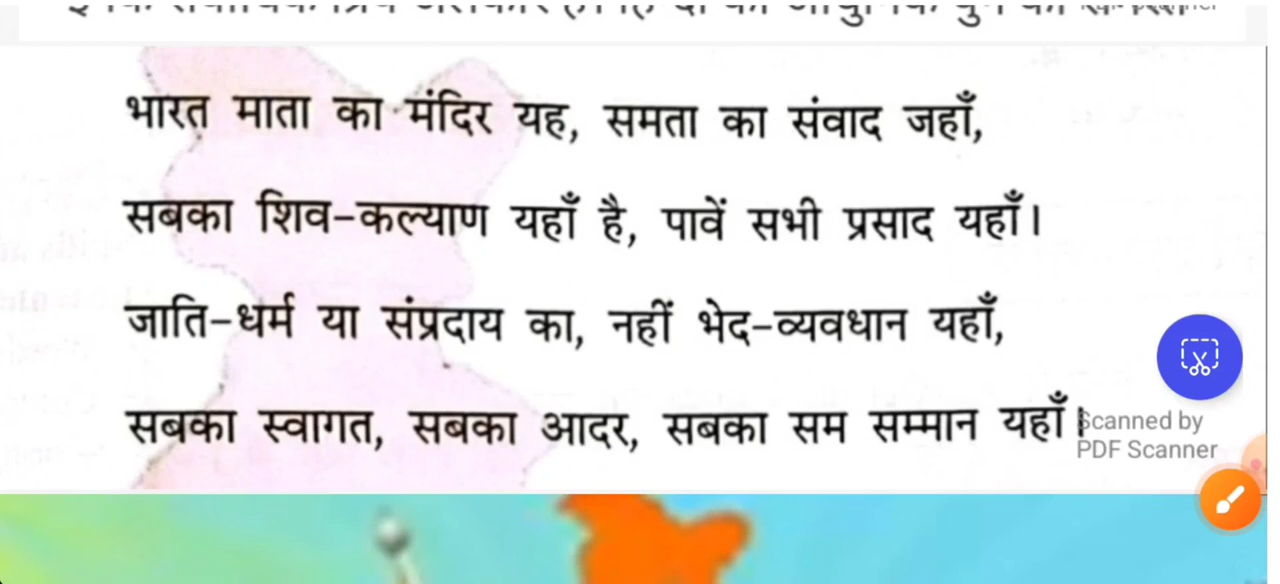 भारत माता का मंदिर यह, समता का संवाद जहाँ,
सबका शिव-कल्याण यहाँ है, पावें सभी प्रसाद यहाँ।
जाति-धर्म या संप्रदाय का, नहीं भेद-व्यवधान यहाँ,
सबका स्वागत, सबका आदर, सबका सम सम्मान यहाँ।
Scanned by
PDF Scanner